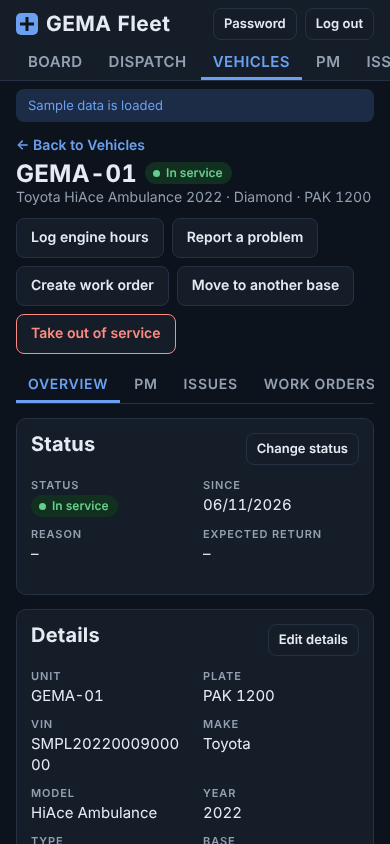 GEMA Fleet
Password
Log out
BOARD
DISPATCH
VEHICLES
PM
ISS
Sample data is loaded
← Back to Vehicles
GEMA-01
In service
Toyota HiAce Ambulance 2022 · Diamond · PAK 1200
Log engine hours
Report a problem
Create work order
Move to another base
Take out of service
OVERVIEW
PM
ISSUES
WORK ORDERS
Status
Change status
STATUS
SINCE
In service
06/11/2026
REASON
EXPECTED RETURN
–
–
Details
Edit details
UNIT
PLATE
GEMA-01
PAK 1200
VIN
MAKE
SMPL20220009000
00
Toyota
MODEL
YEAR
HiAce Ambulance
2022
TYPE
BASE